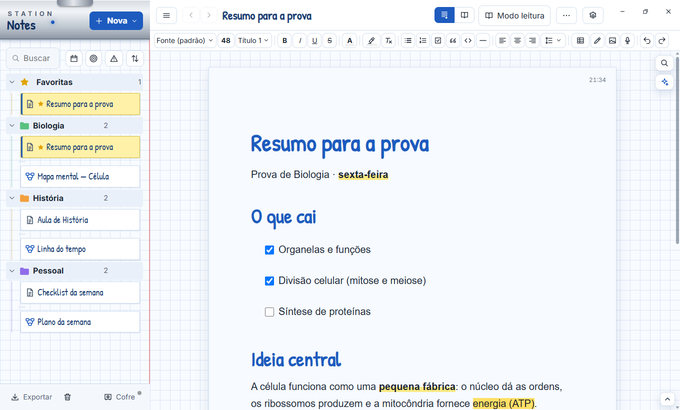 STATION
Notes
Nova
Buscar
Favoritas 1
Resumo para a prova
Biologia 2
Resumo para a prova
Mapa mental — Célula
História 2
Aula de História
Linha do tempo
Pessoal 2
Checklist da semana
Plano da semana
Exportar
Cofre
Resumo para a prova
Modo leitura
Fonte (padrão) 48 Título 1 B I U S A
21:34
Resumo para a prova
Prova de Biologia · sexta-feira
O que cai
Organelas e funções
Divisão celular (mitose e meiose)
Síntese de proteínas
Ideia central
A célula funciona como uma pequena fábrica: o núcleo dá as ordens,
os ribossomos produzem e a mitocôndria fornece energia (ATP).